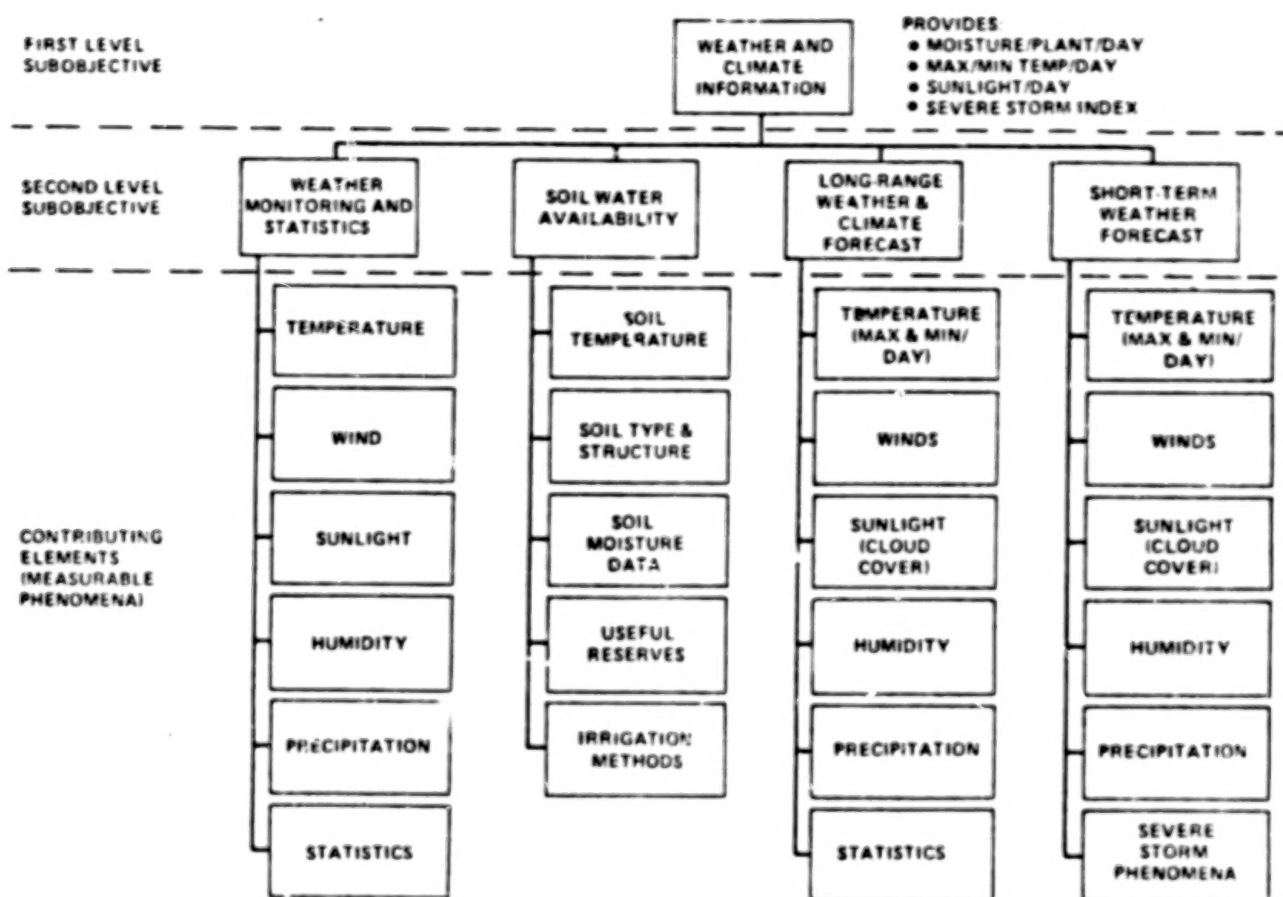 FIRST LEVEL
SUBOBJECTIVE
WEATHER AND
CLIMATE
INFORMATION
PROVIDES:
• MOISTURE/PLANT/DAY
• MAX/MIN TEMP/DAY
• SUNLIGHT/DAY
• SEVERE STORM INDEX
SECOND LEVEL
SUBOBJECTIVE
WEATHER
MONITORING AND
STATISTICS
SOIL WATER
AVAILABILITY
LONG-RANGE
WEATHER &
CLIMATE
FORECAST
SHORT-TERM
WEATHER
FORECAST
CONTRIBUTING
ELEMENTS
(MEASURABLE
PHENOMENA)
TEMPERATURE
WIND
SUNLIGHT
HUMIDITY
PRECIPITATION
STATISTICS
SOIL
TEMPERATURE
SOIL TYPE &
STRUCTURE
SOIL
MOISTURE
DATA
USEFUL
RESERVES
IRRIGATION
METHODS
TEMPERATURE
(MAX & MIN/
DAY)
WINDS
SUNLIGHT
(CLOUD
COVER)
HUMIDITY
PRECIPITATION
STATISTICS
TEMPERATURE
(MAX & MIN/
DAY)
WINDS
SUNLIGHT
(CLOUD
COVER)
HUMIDITY
PRECIPITATION
SEVERE
STORM
PHENOMENA